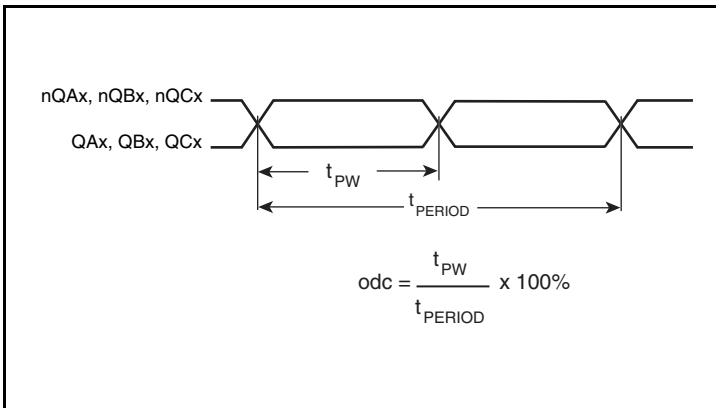 nQAx, nQBx, nQCx
QAx, QBx, QCx
tPW
tPERIOD
odc = tPW / tPERIOD x 100%